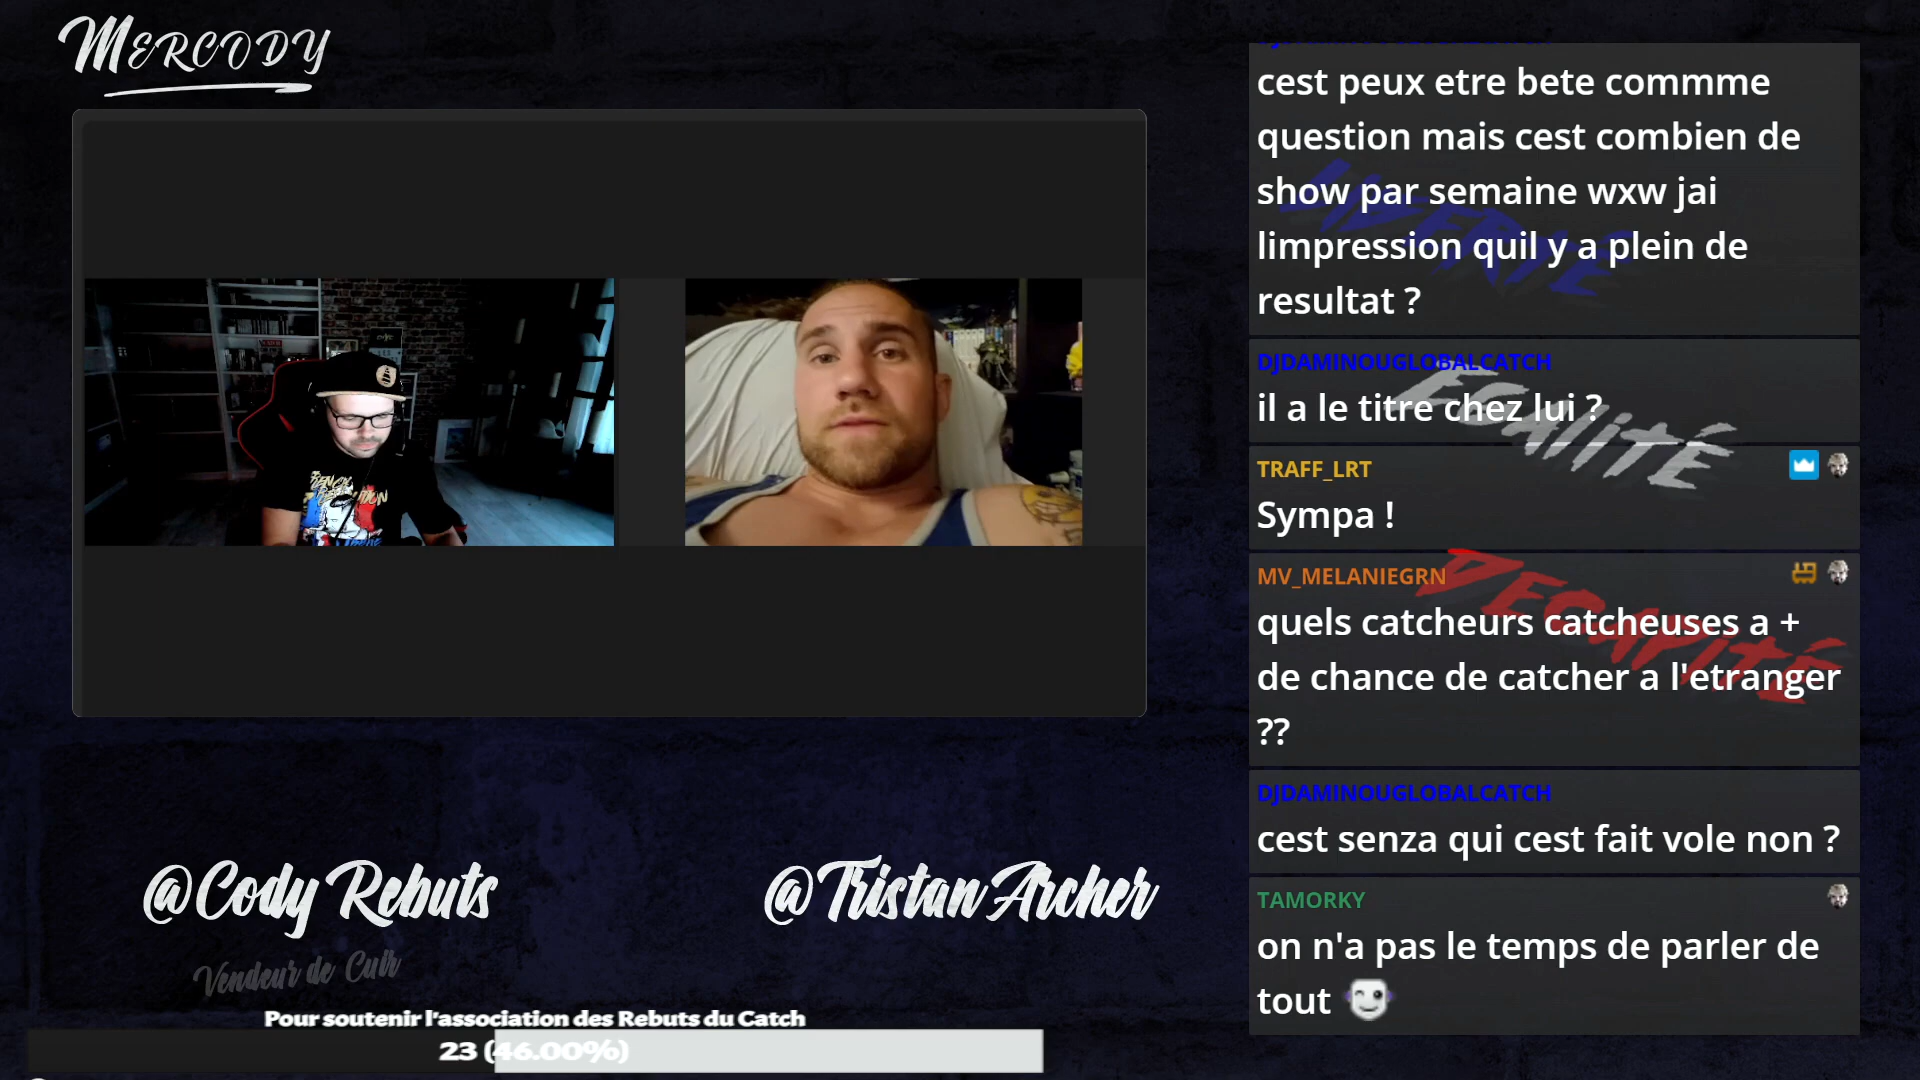 MERCODY
cest peux etre bete commme
question mais cest combien de
show par semaine wxw jai
limpression quil y a plein de
resultat ?
LIBERTÉ
DJDAMINOUGLOBALCATCH
il a le titre chez lui ?
EGALITÉ
TRAFF_LRT
Sympa !
DECAPITÉ
MV_MELANIEGRN
quels catcheurs catcheuses a +
de chance de catcher a l'etranger
??
DJDAMINOUGLOBALCATCH
cest senza qui cest fait vole non ?
TAMORKY
on n'a pas le temps de parler de
tout
@Cody Rebuts
@Tristan Archer
Vendeur de Cuir
Pour soutenir l'association des Rebuts du Catch
23 (46.00%)